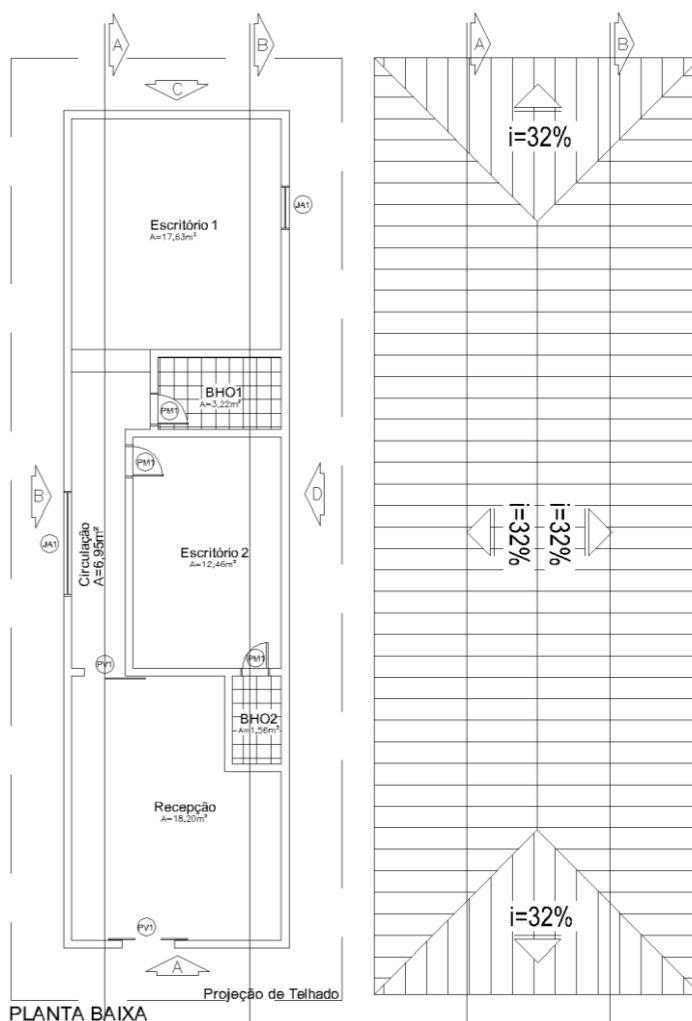 A
B
C
Escritório 1
A=17,63m²
JA1
BHO1
A=3,22m²
PM1
PM1
B
D
JA1
Circulação
A=6,95m²
Escritório 2
A=12,46m²
PV1
PM1
BHO2
A=1,56m²
Recepção
A=18,20m²
PV1
A
Projeção de Telhado
PLANTA BAIXA
A
B
i=32%
i=32%
i=32%
i=32%